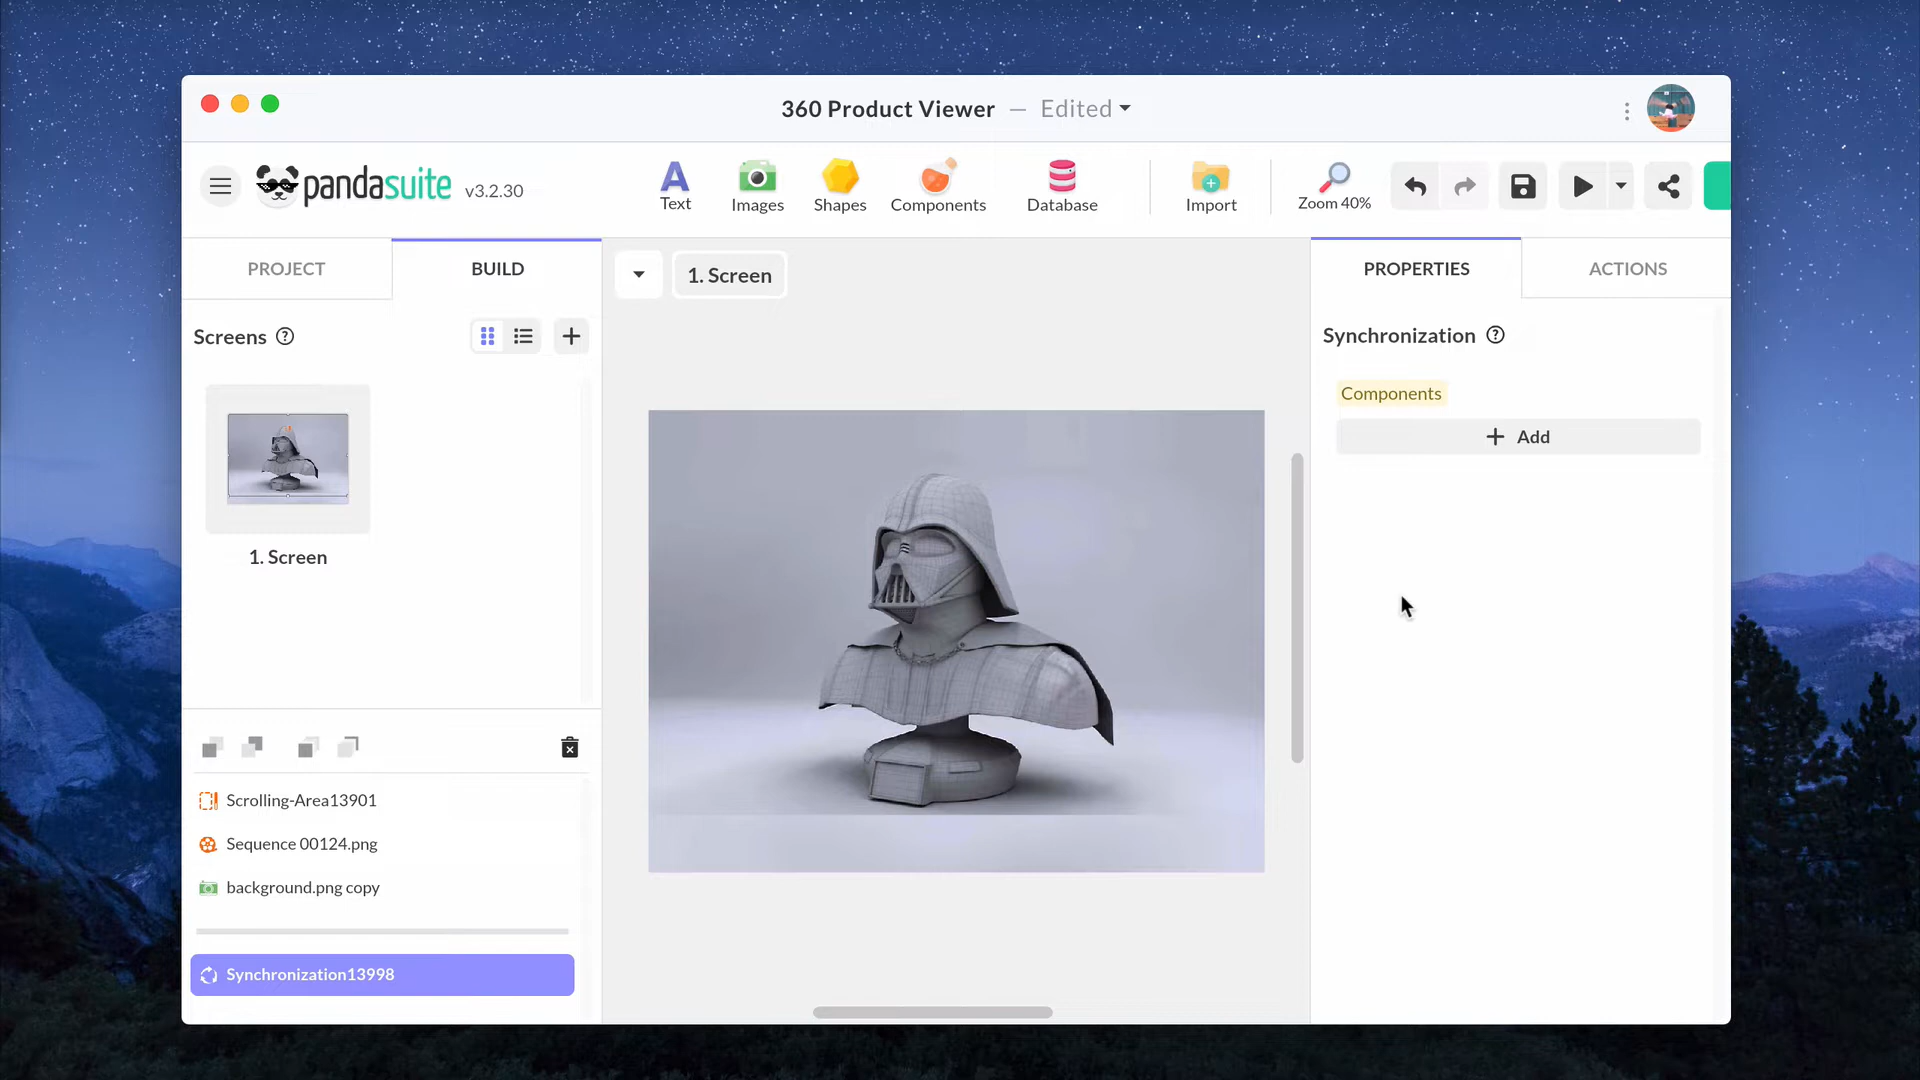 360 Product Viewer — Edited
pandasuite v3.2.30
Text
Images
Shapes
Components
Database
Import
Zoom 40%
PROJECT
BUILD
1. Screen
PROPERTIES
ACTIONS
Screens
Synchronization
Components
+ Add
1. Screen
Scrolling-Area13901
Sequence 00124.png
background.png copy
Synchronization13998